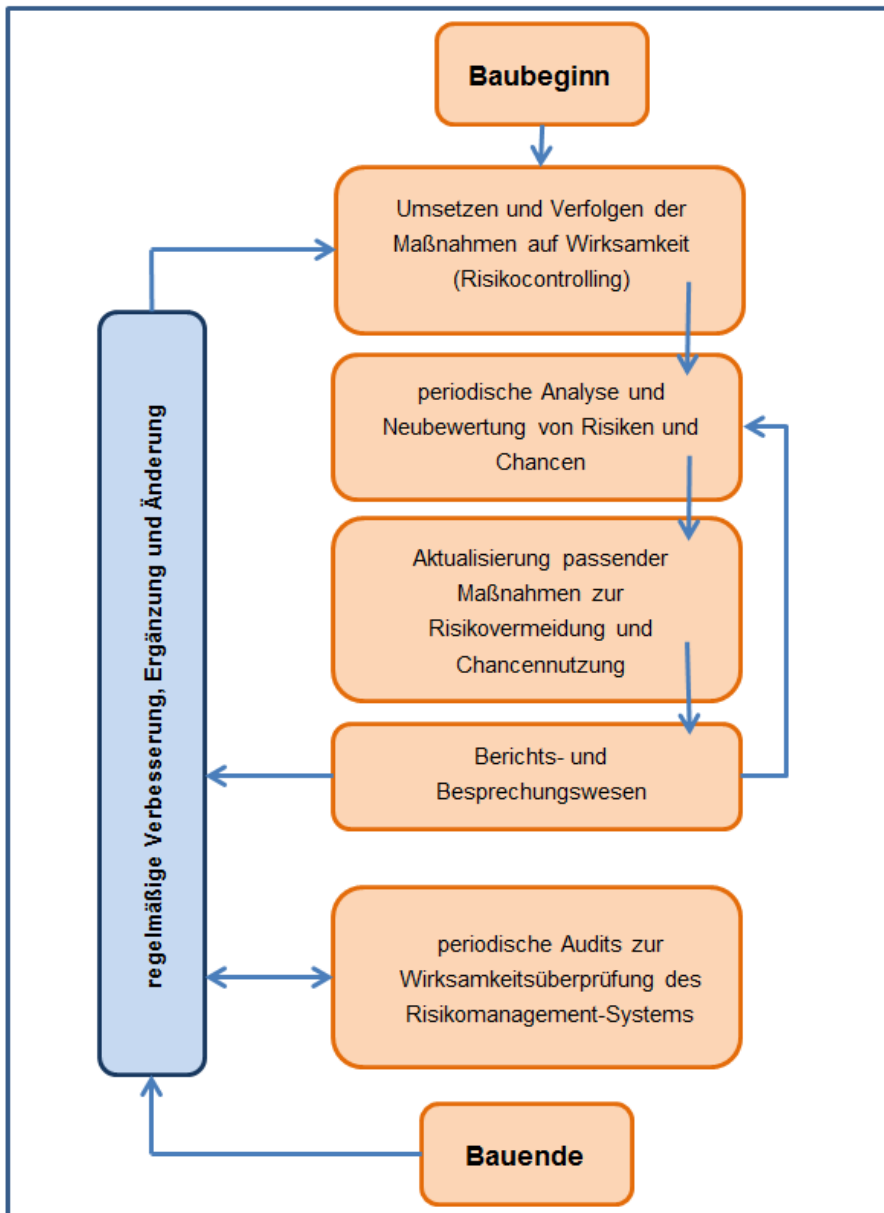 Baubeginn
Umsetzen und Verfolgen der
Maßnahmen auf Wirksamkeit
(Risikocontrolling)
periodische Analyse und
Neubewertung von Risiken und
Chancen
Aktualisierung passender
Maßnahmen zur
Risikovermeidung und
Chancennutzung
Berichts- und
Besprechungswesen
regelmäßige Verbesserung, Ergänzung und Änderung
periodische Audits zur
Wirksamkeitsüberprüfung des
Risikomanagement-Systems
Bauende